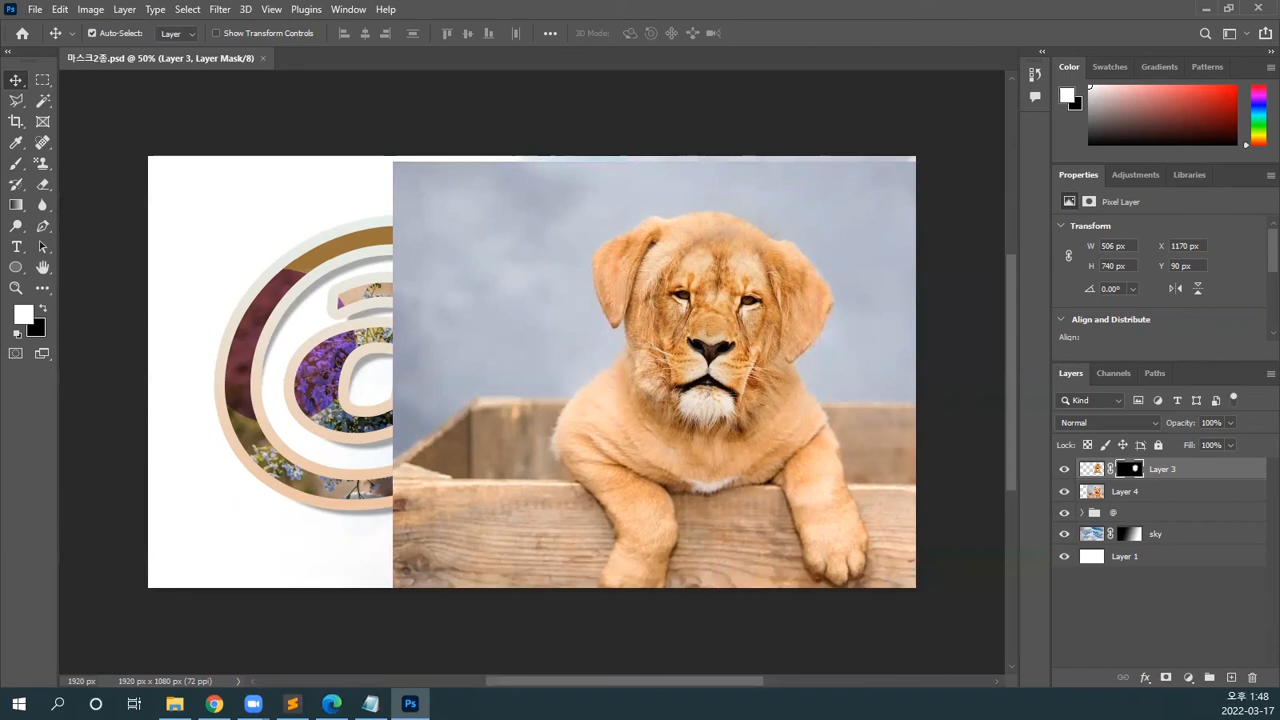 Ps File Edit Image Layer Type Select Filter 3D View Plugins Window Help
Auto-Select: Layer Show Transform Controls 3D Mode:
마스크2종.psd @ 50% (Layer 3, Layer Mask/8)
Color Swatches Gradients Patterns
Properties Adjustments Libraries
Pixel Layer
Transform
W 506 px X 1170 px
H 740 px Y 90 px
0.00°
Align and Distribute
Align:
Layers Channels Paths
Kind
Normal Opacity: 100%
Lock: Fill: 100%
Layer 3
Layer 4
@
sky
Layer 1
1920 px 1920 px x 1080 px (72 ppi)
Ps
오후 1:48
2022-03-17